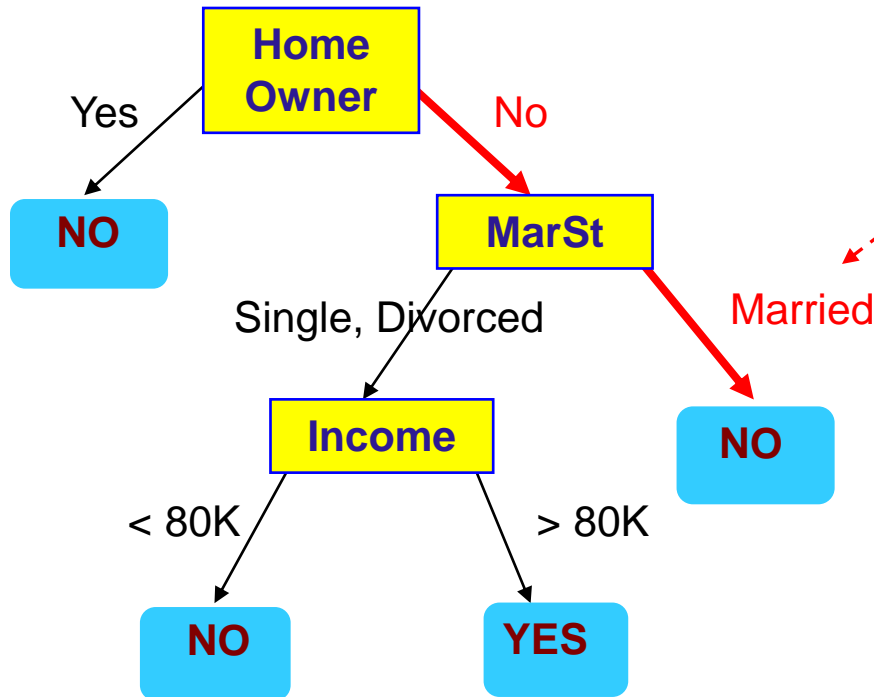 Home
Owner
Yes
No
NO
MarSt
Single, Divorced
Married
Income
NO
< 80K
> 80K
NO
YES